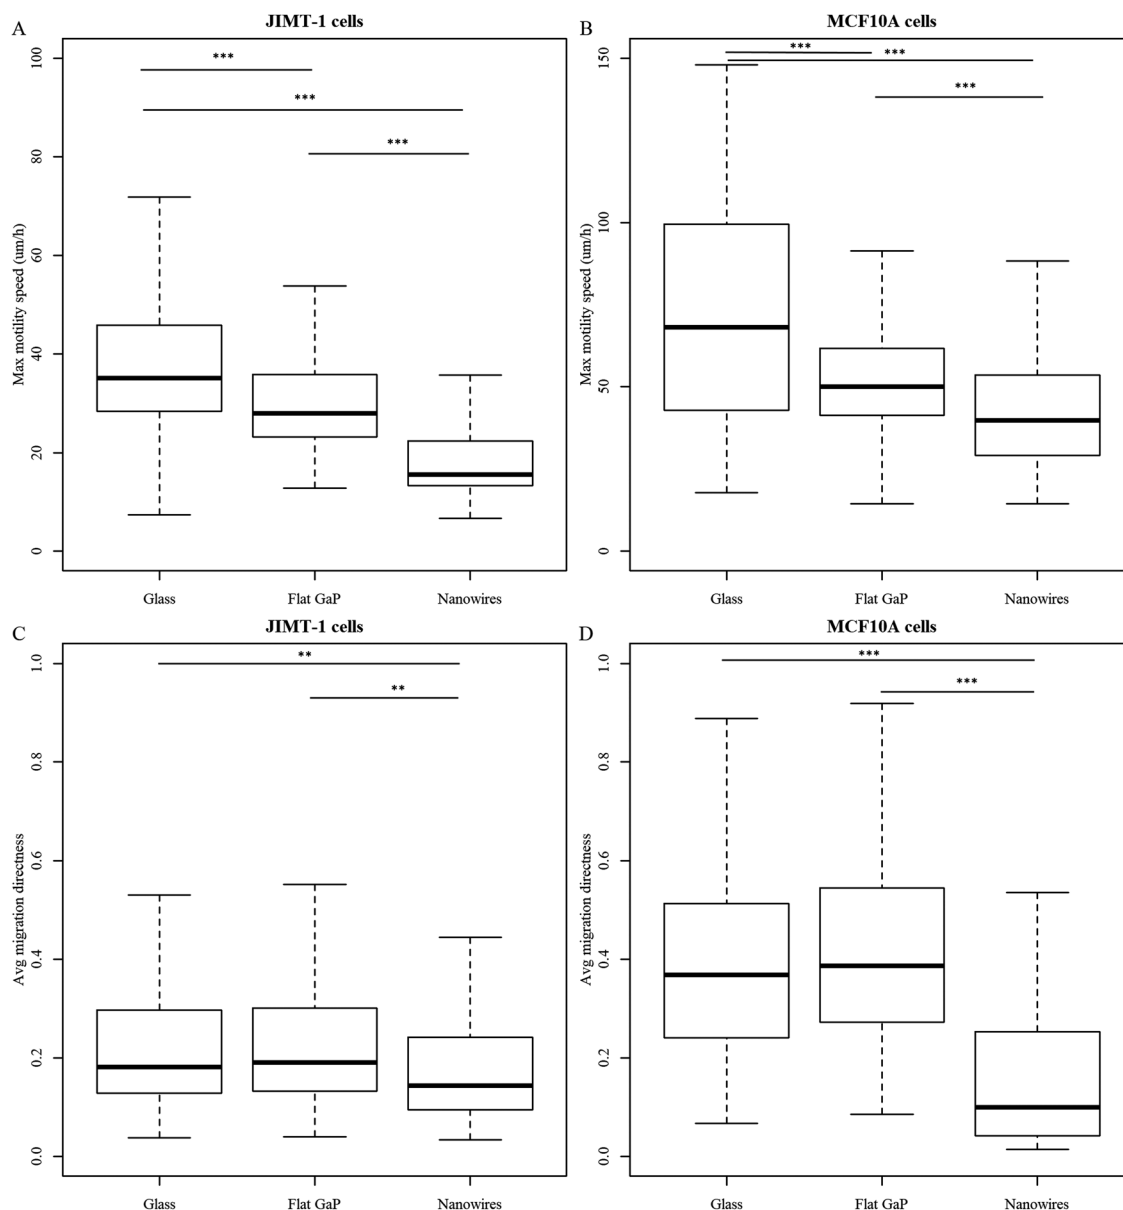 A
JIMT-1 cells
Max motility speed (um/h)
100
80
60
40
20
0
***
***
***
Glass
Flat GaP
Nanowires
B
MCF10A cells
Max motility speed (um/h)
150
100
50
0
***
***
***
Glass
Flat GaP
Nanowires
C
JIMT-1 cells
Avg migration directness
1.0
0.8
0.6
0.4
0.2
0.0
**
**
Glass
Flat GaP
Nanowires
D
MCF10A cells
Avg migration directness
1.0
0.8
0.6
0.4
0.2
0.0
***
***
Glass
Flat GaP
Nanowires